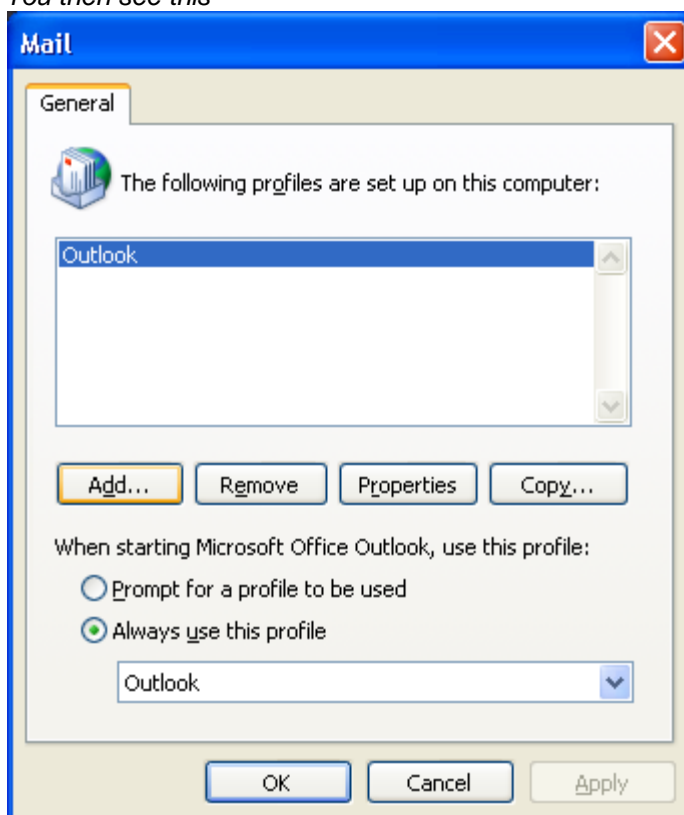 You then see this
Mail
General
The following profiles are set up on this computer:
Outlook
Add... Remove Properties Copy...
When starting Microsoft Office Outlook, use this profile:
Prompt for a profile to be used
Always use this profile
Outlook
OK Cancel Apply